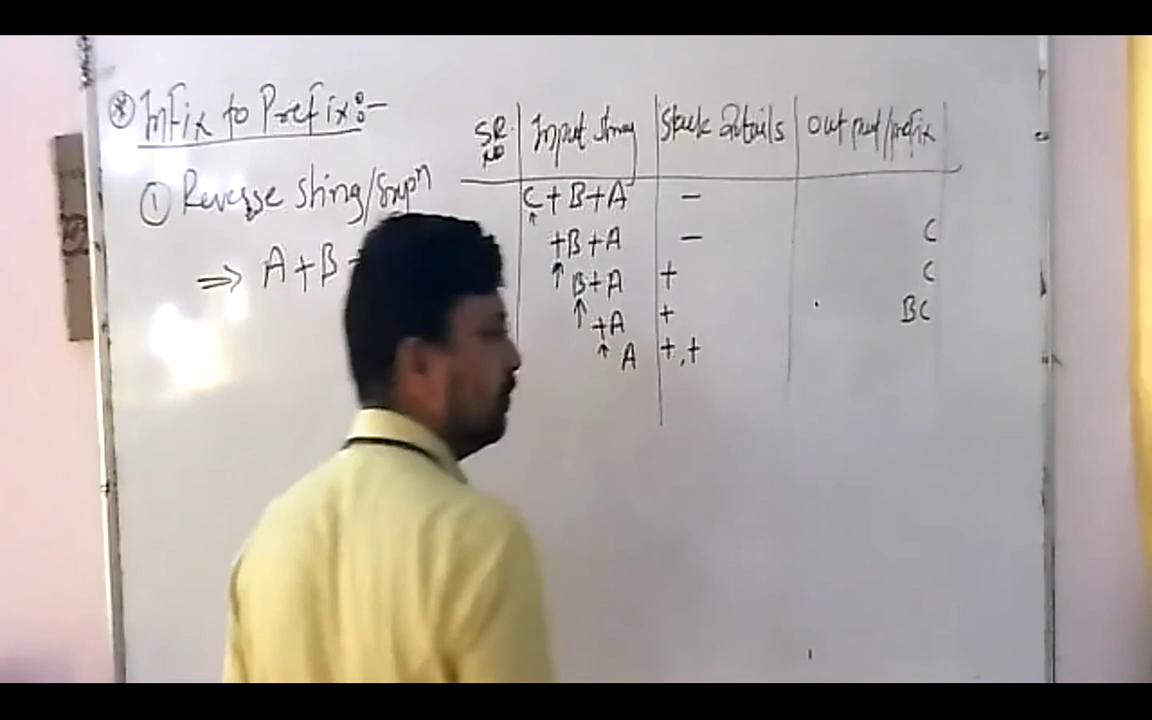 * Infix to Prefix:-
① Reverse string/Expn
⇒ A+B+
SR. NO | Input string | Stack Details | output/prefix
C+B+A | - |
+B+A | - | C
B+A | + | C
+A | + | BC
A | +,+ |